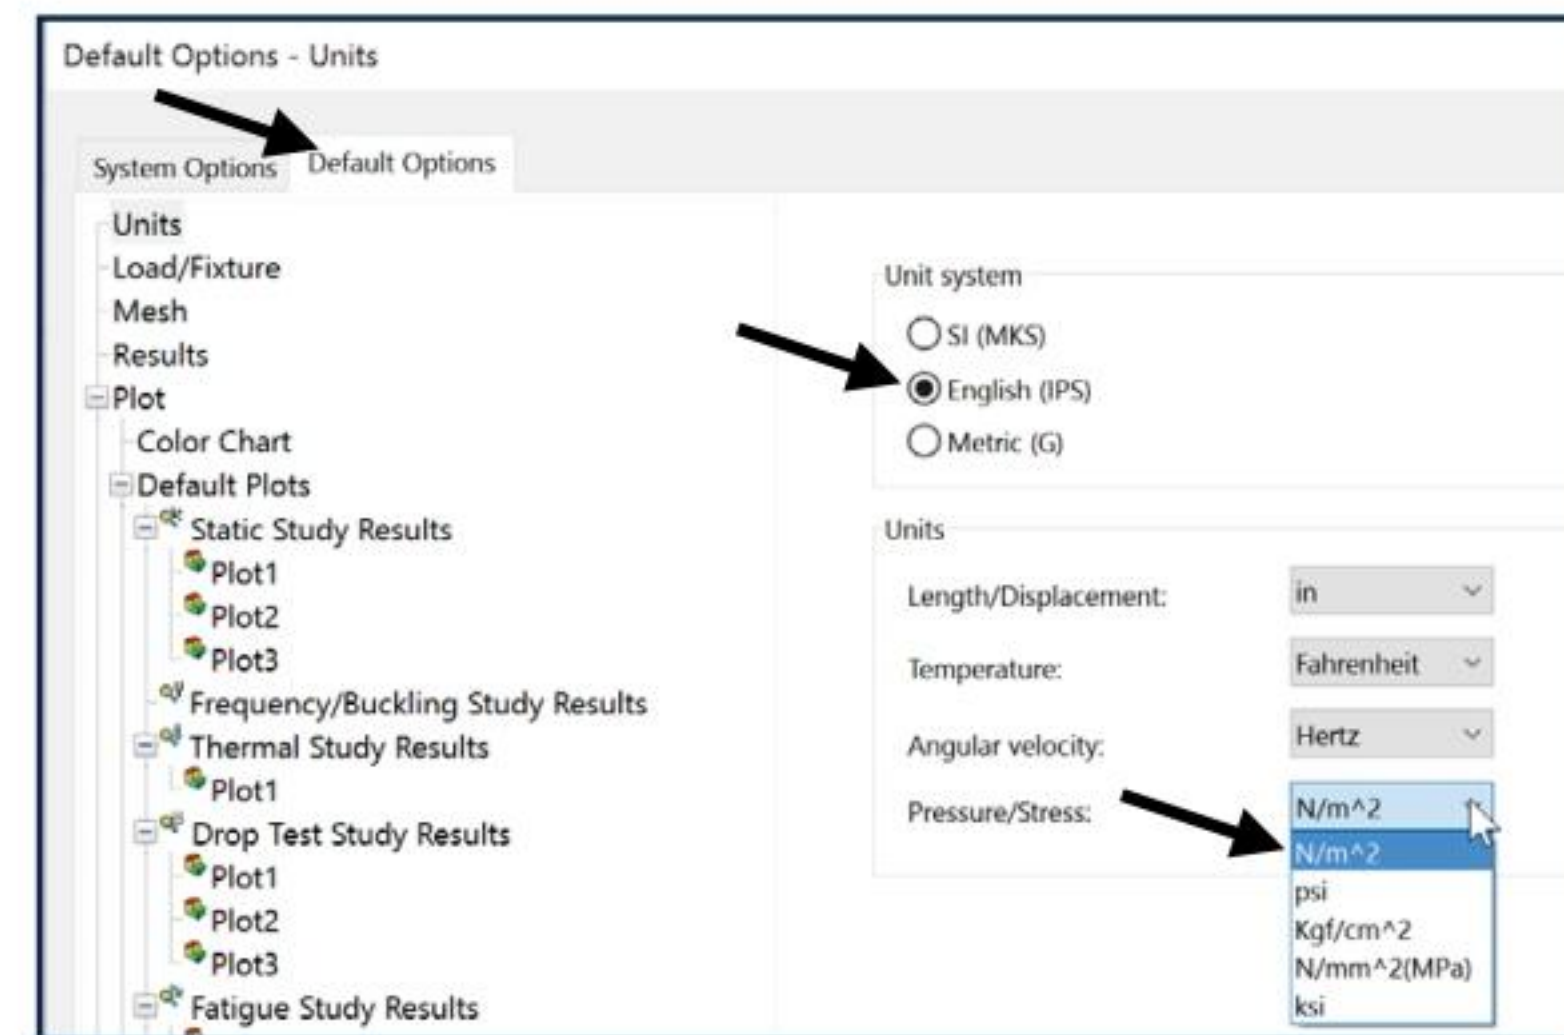 Default Options - Units
System Options
Default Options
Units
Load/Fixture
Mesh
Results
Plot
Color Chart
Default Plots
Static Study Results
Plot1
Plot2
Plot3
Frequency/Buckling Study Results
Thermal Study Results
Plot1
Drop Test Study Results
Plot1
Plot2
Plot3
Fatigue Study Results
Unit system
SI (MKS)
English (IPS)
Metric (G)
Units
Length/Displacement: in
Temperature: Fahrenheit
Angular velocity: Hertz
Pressure/Stress: N/m^2
N/m^2
psi
Kgf/cm^2
N/mm^2(MPa)
ksi